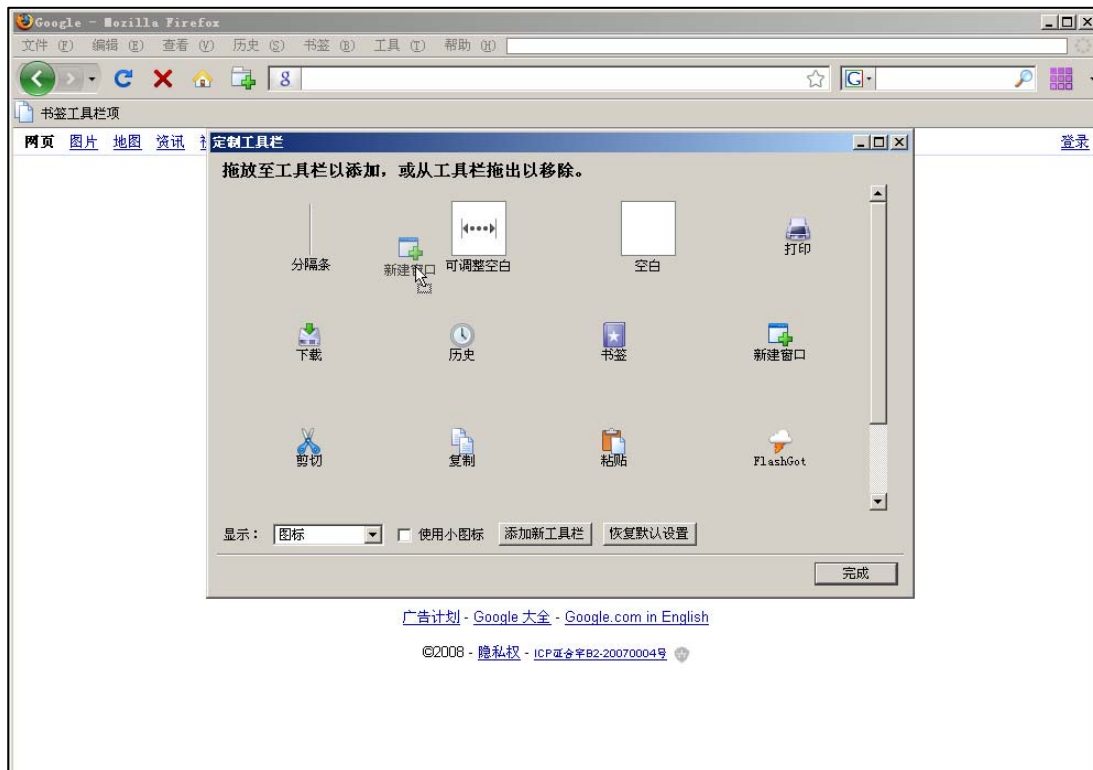 Google - Mozilla Firefox
文件 (F) 编辑 (E) 查看 (V) 历史 (S) 书签 (B) 工具 (T) 帮助 (H)
书签工具栏项
网页 图片 地图 资讯 登录
定制工具栏
拖放至工具栏以添加，或从工具栏拖出以移除。
分隔条 新建窗口 可调整空白 空白 打印
下载 历史 书签 新建窗口
剪切 复制 粘贴 FlashGot
显示： 图标 使用小图标 添加新工具栏 恢复默认设置
完成
广告计划 - Google 大全 - Google.com in English
©2008 - 隐私权 - ICP证合字B2-20070004号